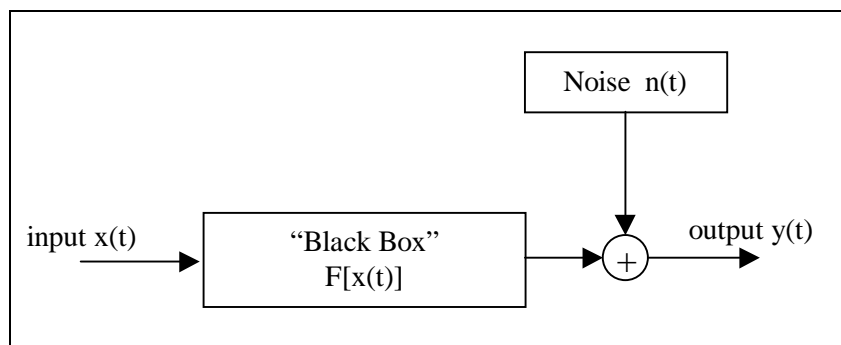 Noise n(t)
input x(t)
“Black Box”
F[x(t)]
+
output y(t)